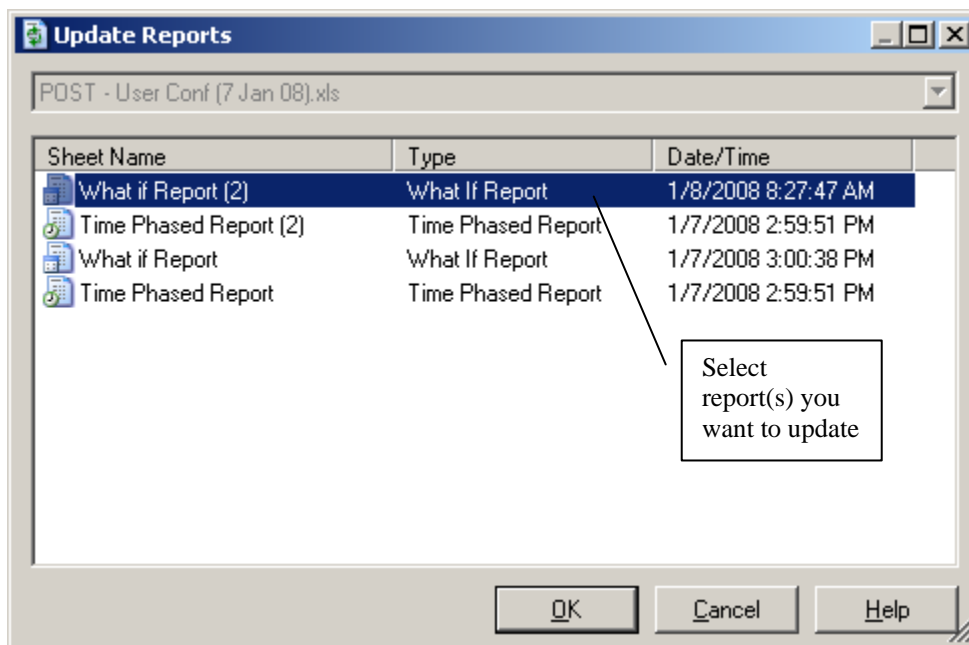 Update Reports
POST - User Conf (7 Jan 08).xls
Sheet Name Type Date/Time
What if Report (2) What If Report 1/8/2008 8:27:47 AM
Time Phased Report (2) Time Phased Report 1/7/2008 2:59:51 PM
What if Report What If Report 1/7/2008 3:00:38 PM
Time Phased Report Time Phased Report 1/7/2008 2:59:51 PM
Select
report(s) you
want to update
OK Cancel Help